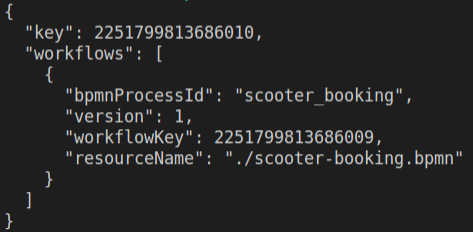 {
  "key": 2251799813686010,
  "workflows": [
    {
      "bpmnProcessId": "scooter_booking",
      "version": 1,
      "workflowKey": 2251799813686009,
      "resourceName": "./scooter-booking.bpmn"
    }
  ]
}